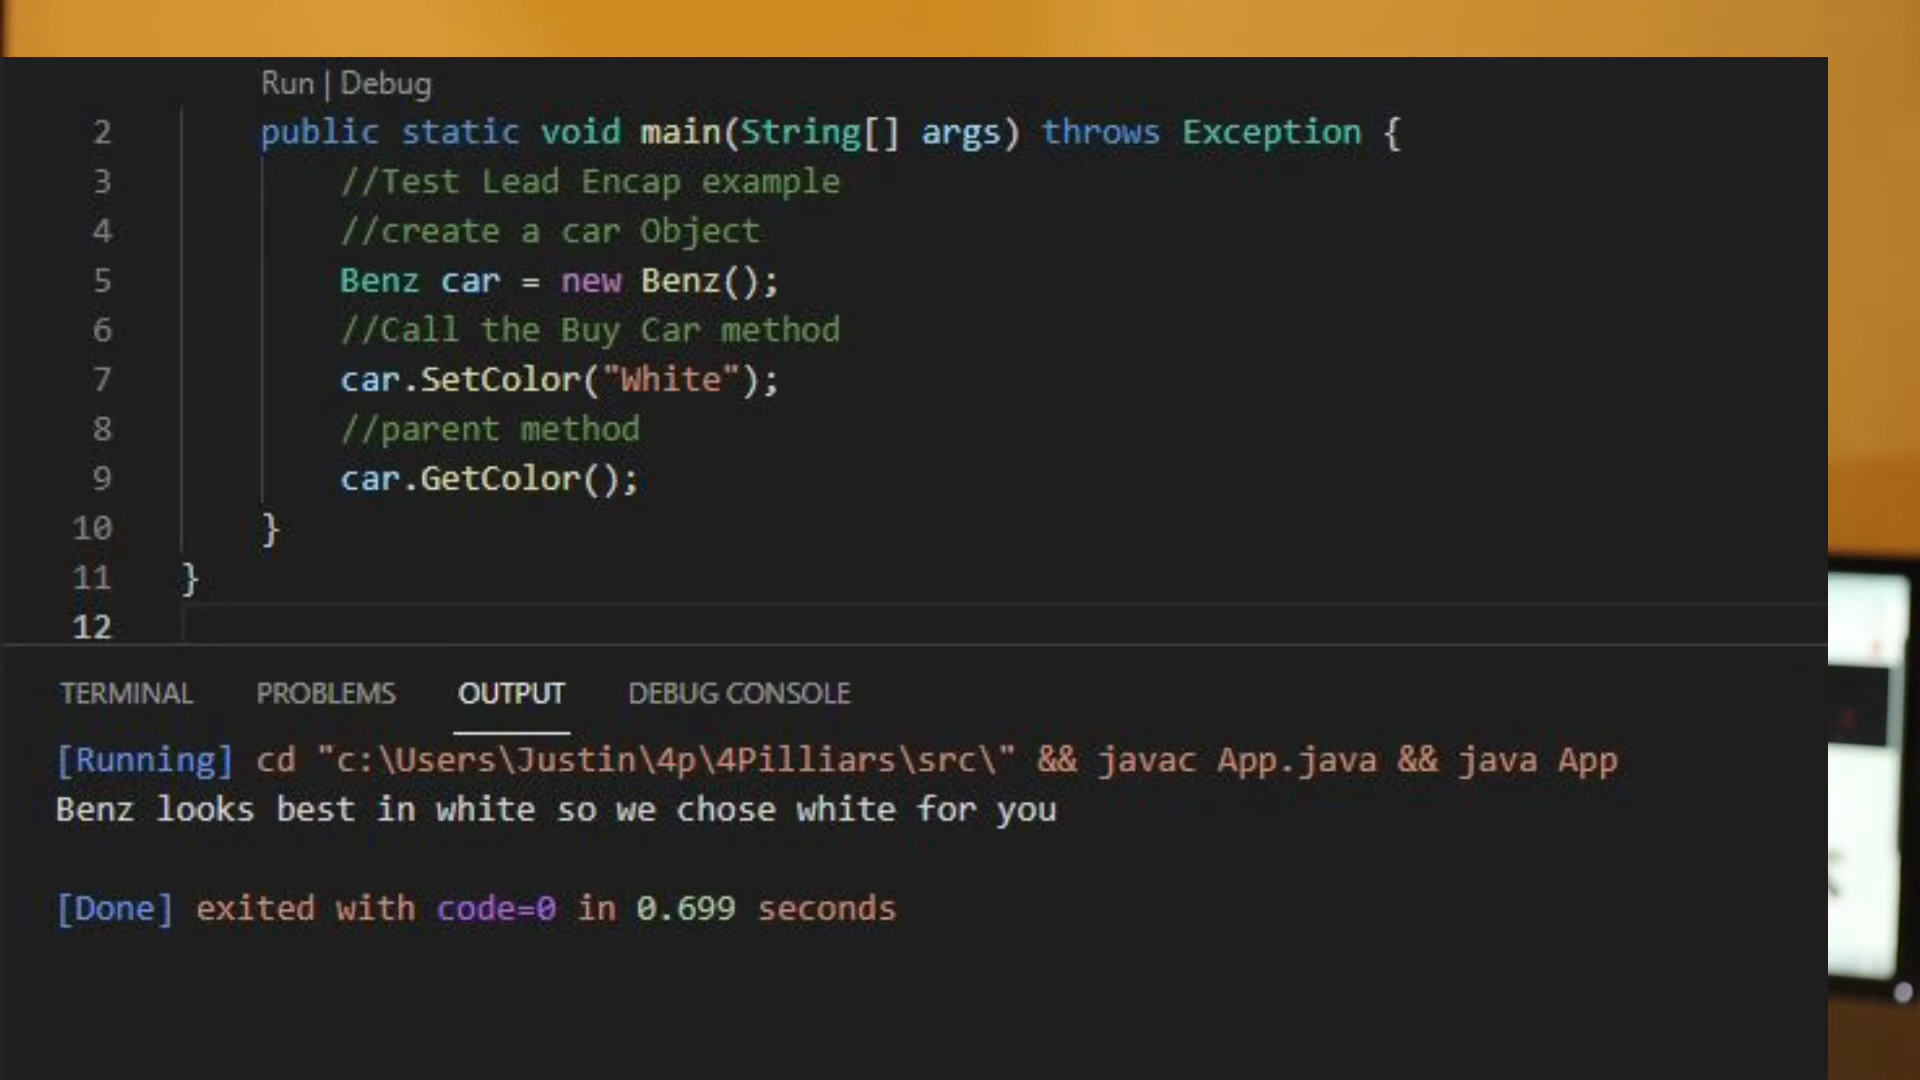 Run | Debug
2 public static void main(String[] args) throws Exception {
3 //Test Lead Encap example
4 //create a car Object
5 Benz car = new Benz();
6 //Call the Buy Car method
7 car.SetColor("White");
8 //parent method
9 car.GetColor();
10 }
11 }
12
TERMINAL PROBLEMS OUTPUT DEBUG CONSOLE
[Running] cd "c:\Users\Justin\4p\4Pilliars\src\" && javac App.java && java App
Benz looks best in white so we chose white for you
[Done] exited with code=0 in 0.699 seconds